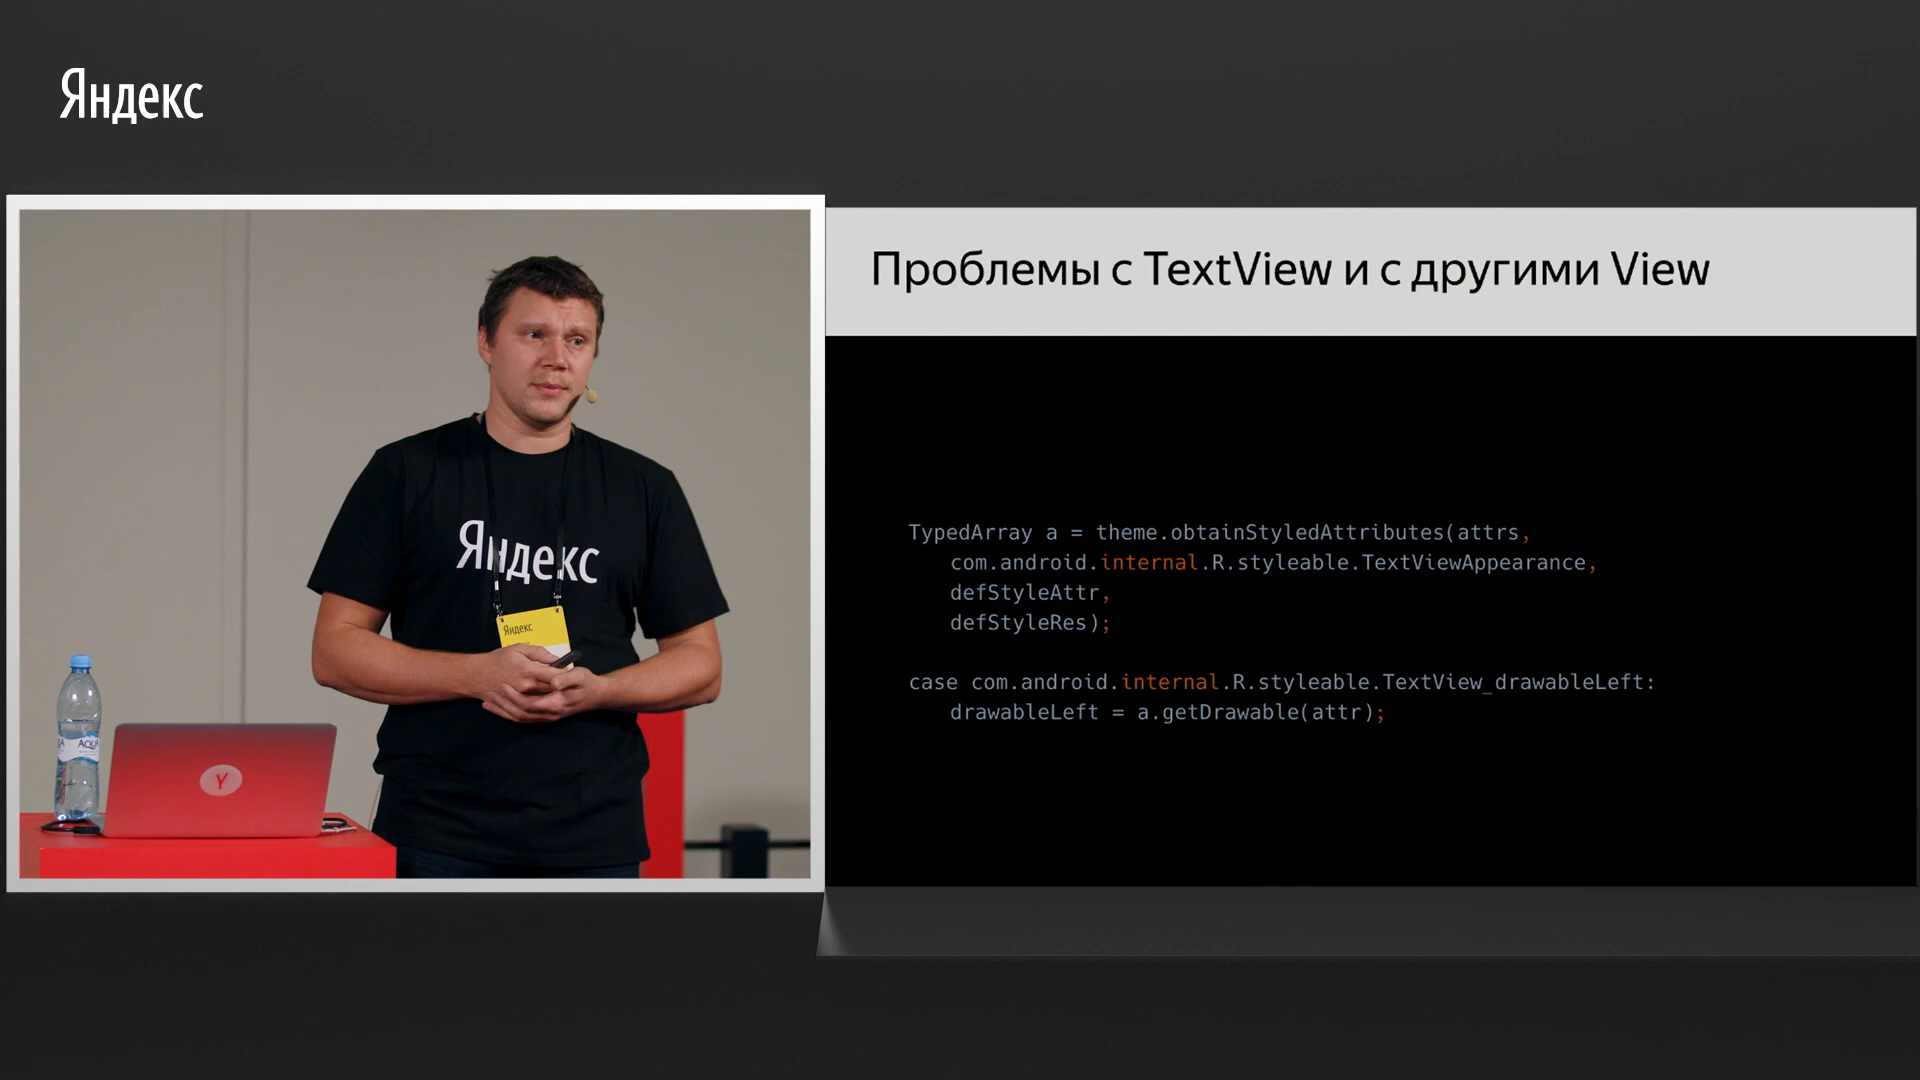 Яндекс
Проблемы с TextView и с другими View
TypedArray a = theme.obtainStyledAttributes(attrs,
com.android.internal.R.styleable.TextViewAppearance,
defStyleAttr,
defStyleRes);
case com.android.internal.R.styleable.TextView_drawableLeft:
drawableLeft = a.getDrawable(attr);
Яндекс
Яндекс
AQUA
Y